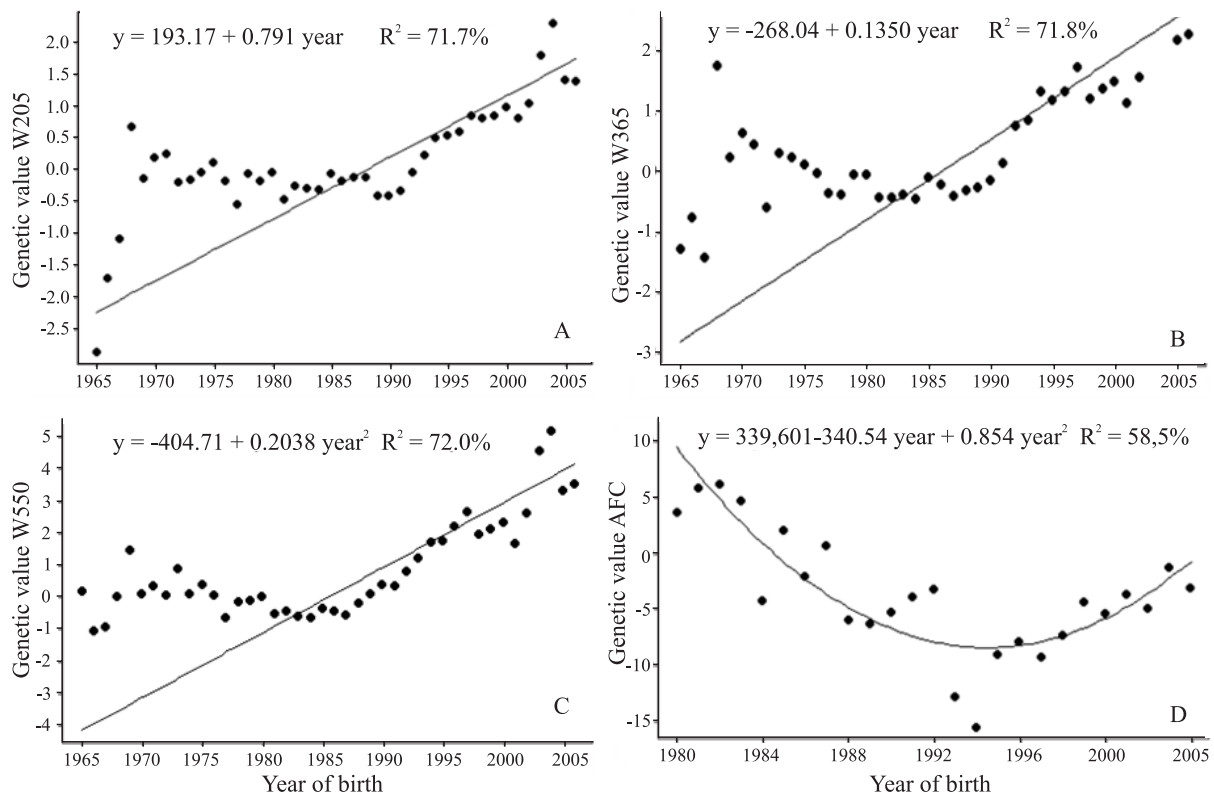 y = 193.17 + 0.791 year R² = 71.7%
Genetic value W205
2.0
1.5
1.0
0.5
0.0
-0.5
-1.0
-1.5
-2.0
-2.5
A
1965 1970 1975 1980 1985 1990 1995 2000 2005
y = -268.04 + 0.1350 year R² = 71.8%
Genetic value W365
2
1
0
-1
-2
-3
B
1965 1970 1975 1980 1985 1990 1995 2000 2005
y = -404.71 + 0.2038 year² R² = 72.0%
Genetic value W550
5
4
3
2
1
0
-1
-2
-3
-4
C
1965 1970 1975 1980 1985 1990 1995 2000 2005
Year of birth
y = 339,601-340.54 year + 0.854 year² R² = 58,5%
Genetic value AFC
10
5
0
-5
-10
-15
D
1980 1984 1988 1992 1996 2000 2005
Year of birth